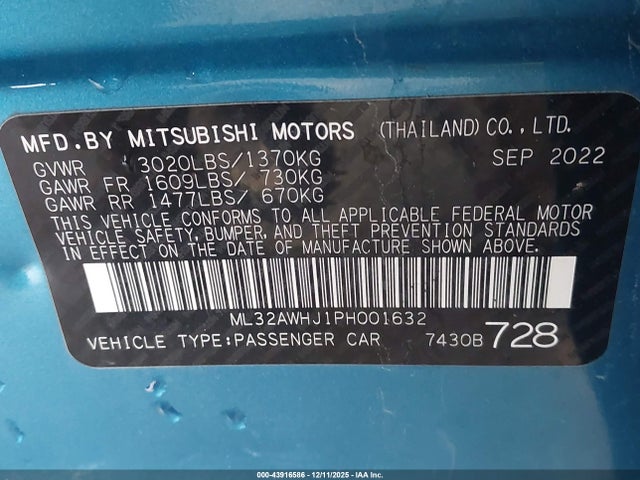 MFD.BY MITSUBISHI MOTORS (THAILAND) CO., LTD.
GVWR 3020LBS/1370KG SEP 2022
GAWR FR 1609LBS/ 730KG
GAWR RR 1477LBS/ 670KG
THIS VEHICLE CONFORMS TO ALL APPLICABLE FEDERAL MOTOR
VEHICLE SAFETY, BUMPER, AND THEFT PREVENTION STANDARDS
IN EFFECT ON THE DATE OF MANUFACTURE SHOWN ABOVE.
ML32AWHJ1PH001632
VEHICLE TYPE:PASSENGER CAR 7430B 728
000-43916586 - 12/11/2025 - IAA Inc.